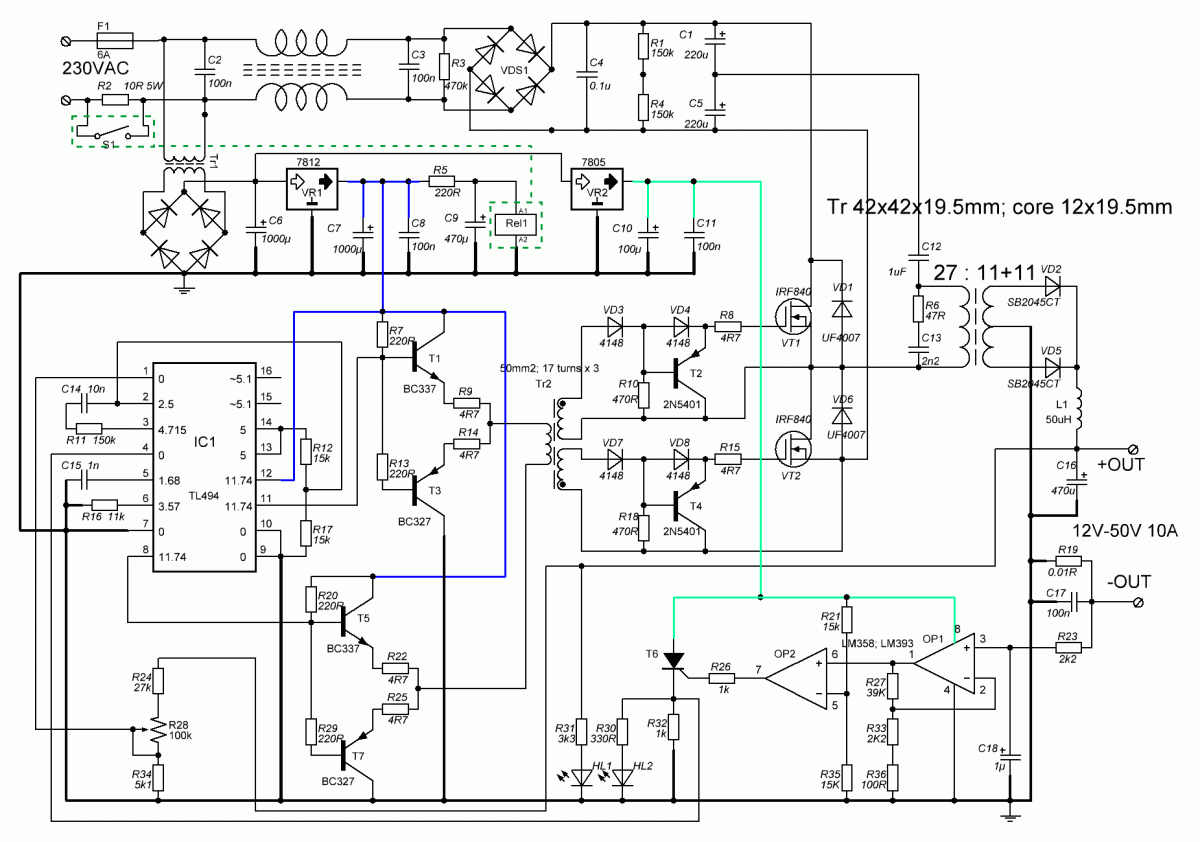 F1
6A
230VAC
R2 10R 5W
S1
C2
100n
C3
100n
R3
470k
VDS1
C4
0.1u
R1
150k
R4
150k
C1
220u
C5
220u
Tr1
7812
VR1
R5
220R
7805
VR2
C6
1000µ
C7
1000µ
C8
100n
C9
470µ
A1
Rel1
A2
C10
100µ
C11
100n
Tr 42x42x19.5mm; core 12x19.5mm
C12
1uF
27 : 11+11
VD2
SB2045CT
R6
47R
C13
2n2
VD5
SB2045CT
IRF840
VT1
VD1
UF4007
VD3
4148
VD4
4148
R8
4R7
R10
470R
T2
2N5401
50mm2; 17 turns x 3
Tr2
R7
220R
T1
BC337
R9
4R7
R14
4R7
R13
220R
T3
BC327
VD7
4148
VD8
4148
R15
4R7
R18
470R
T4
2N5401
IRF840
VT2
VD6
UF4007
L1
50uH
+OUT
C16
470u
12V-50V 10A
R19
0.01R
-OUT
C17
100n
R23
2k2
C14 10n
R11 150k
C15 1n
R16 11k
1 0 ~5.1 16
2 2.5 ~5.1 15
3 4.715 5 14
4 0 5 13
5 1.68 11.74 12
6 3.57 11.74 11
7 0 0 10
8 11.74 0 9
IC1
TL494
R12
15k
R17
15k
R20
220R
T5
BC337
R22
4R7
R25
4R7
R29
220R
T7
BC327
R24
27k
R28
100k
R34
5k1
T6
R26
1k
7
OP2
6
+
-
5
R21
15k
LM358; LM393
OP1
8
3
+
1
-
2
4
R27
39K
R33
2K2
R36
100R
R35
15K
R31
3k3
R30
330R
R32
1k
HL1
HL2
C18
1µ